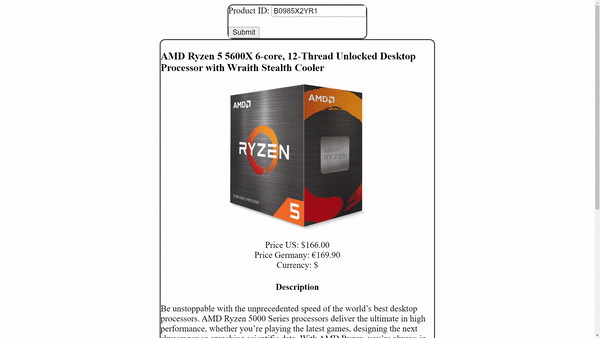 Product ID: B0985X2YR1
Submit
AMD Ryzen 5 5600X 6-core, 12-Thread Unlocked Desktop
Processor with Wraith Stealth Cooler
AMD
AMD
RYZEN
RYZEN
5
Price US: $166.00
Price Germany: €169.90
Currency: $
Description
Be unstoppable with the unprecedented speed of the world’s best desktop
processors. AMD Ryzen 5000 Series processors deliver the ultimate in high
performance, whether you’re playing the latest games, designing the next